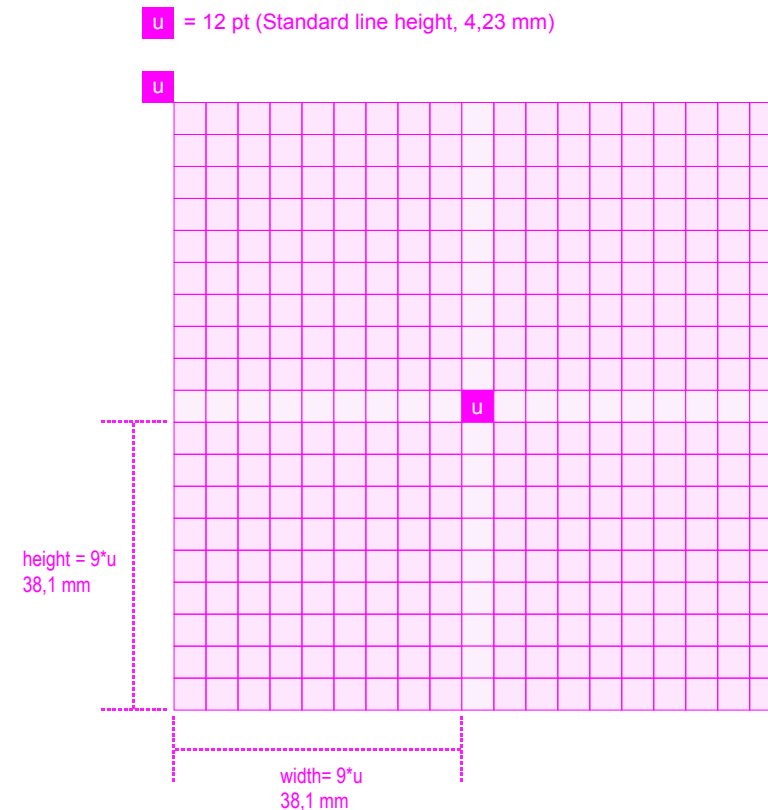 u = 12 pt (Standard line height, 4,23 mm)
u
u
height = 9*u
38,1 mm
width= 9*u
38,1 mm